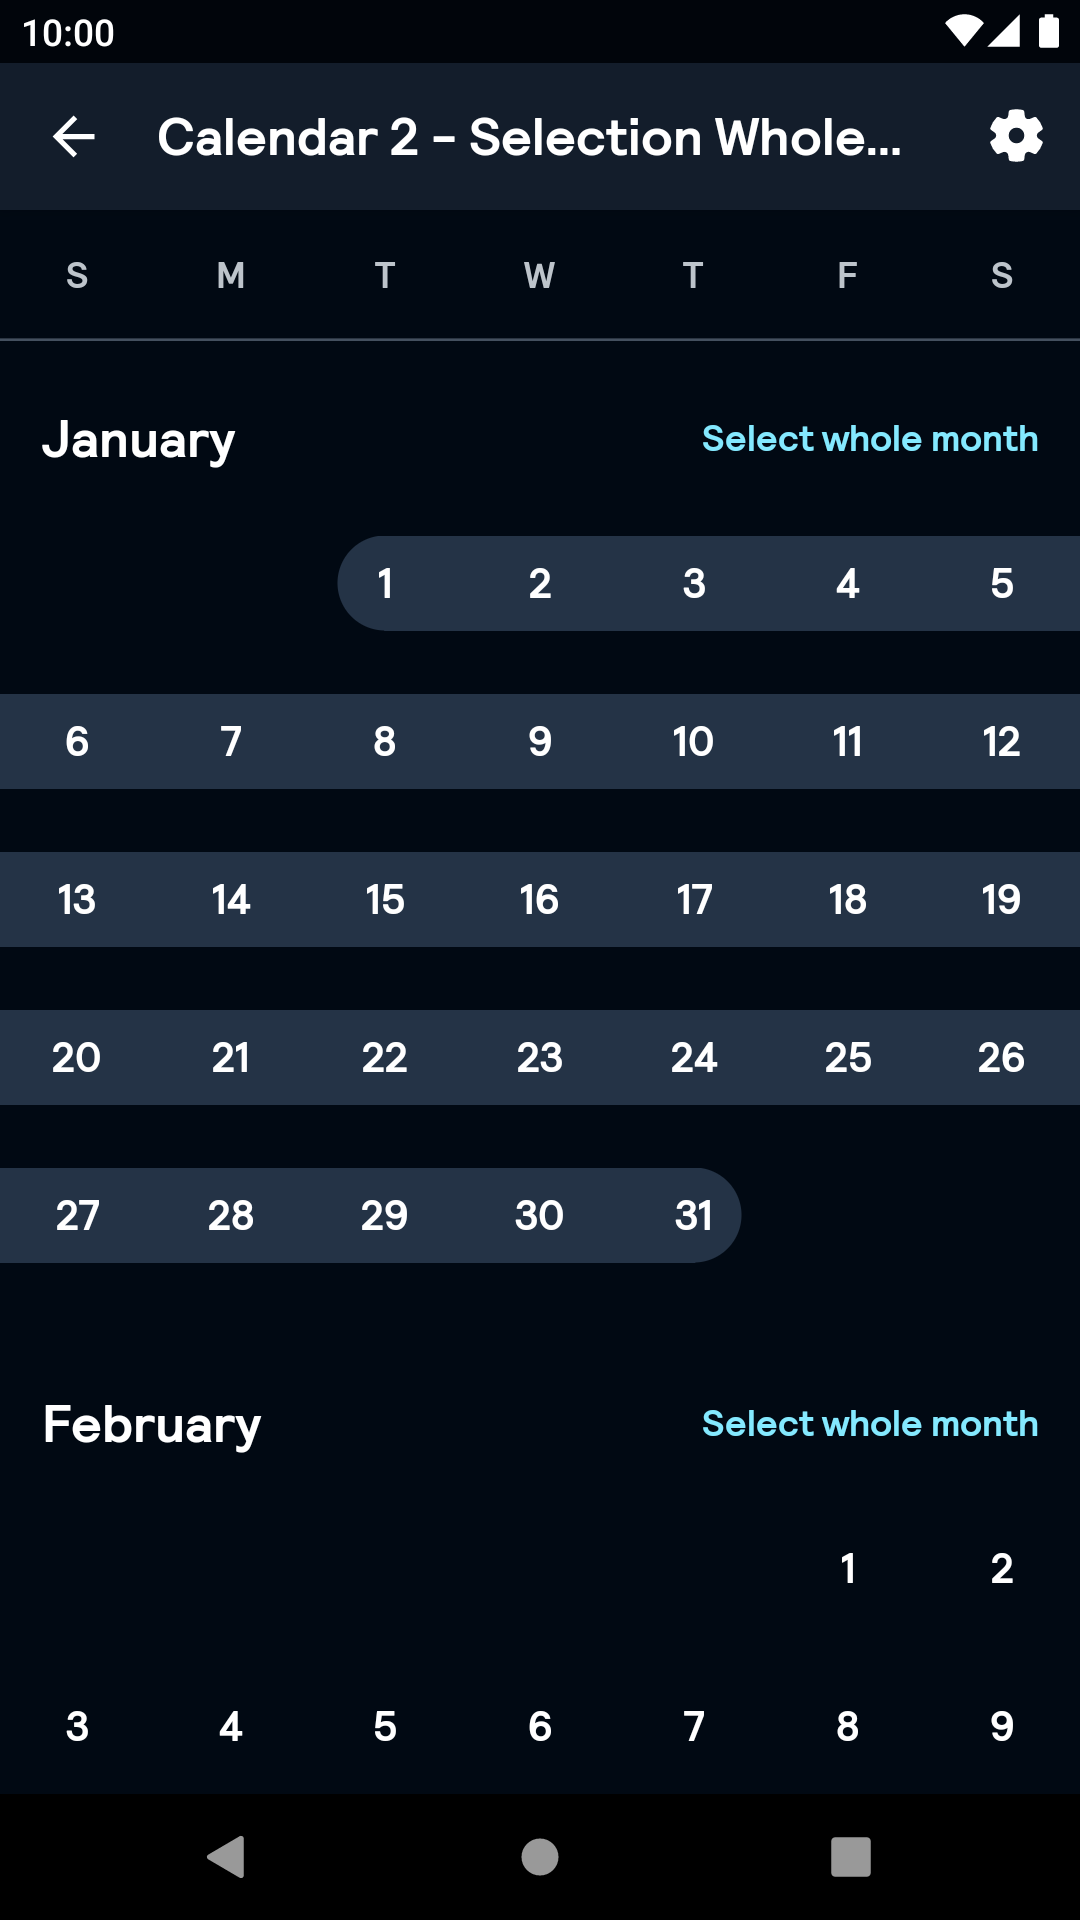 10:00
Calendar 2 – Selection Whole...
S M T W T F S
January Select whole month
1 2 3 4 5
6 7 8 9 10 11 12
13 14 15 16 17 18 19
20 21 22 23 24 25 26
27 28 29 30 31
February Select whole month
1 2
3 4 5 6 7 8 9